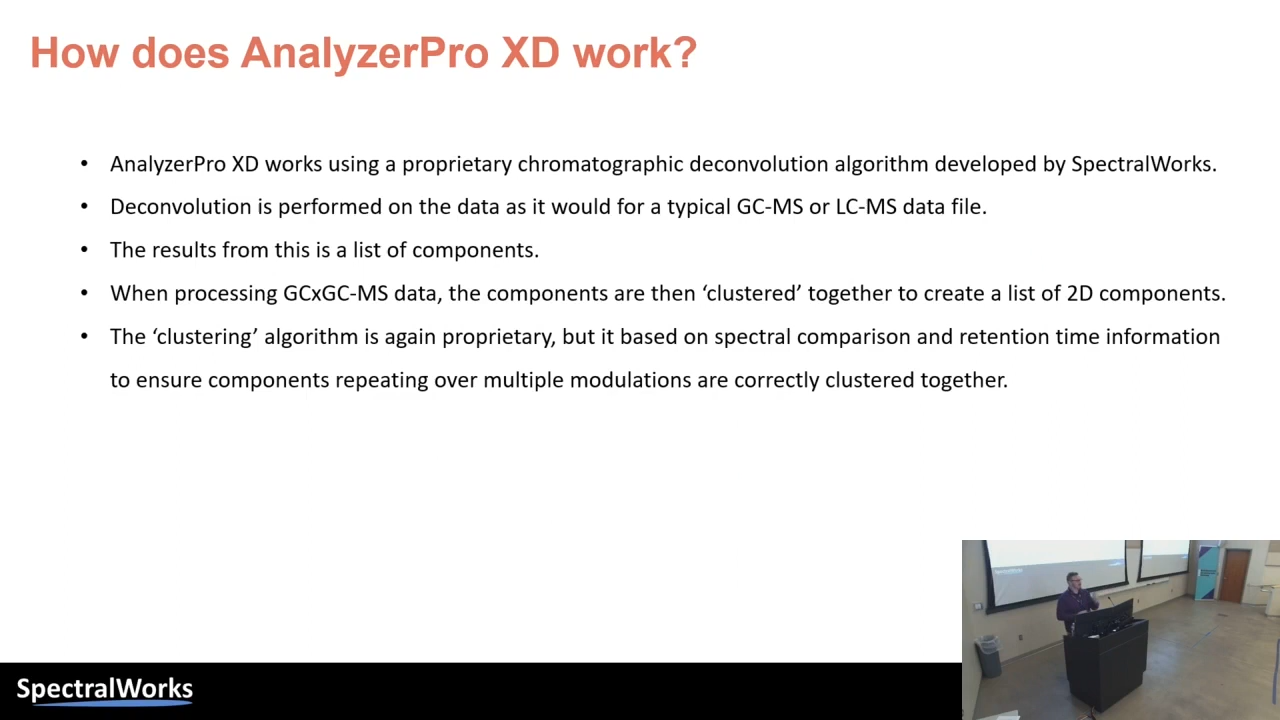 How does AnalyzerPro XD work?
• AnalyzerPro XD works using a proprietary chromatographic deconvolution algorithm developed by SpectralWorks.
• Deconvolution is performed on the data as it would for a typical GC-MS or LC-MS data file.
• The results from this is a list of components.
• When processing GCxGC-MS data, the components are then ‘clustered’ together to create a list of 2D components.
• The ‘clustering’ algorithm is again proprietary, but it based on spectral comparison and retention time information
to ensure components repeating over multiple modulations are correctly clustered together.
SpectralWorks